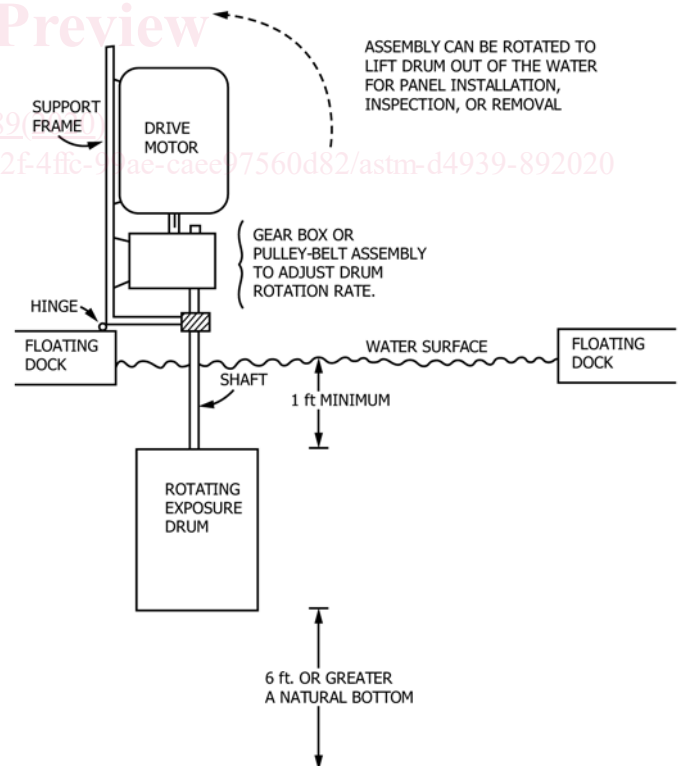 Preview
ASSEMBLY CAN BE ROTATED TO
LIFT DRUM OUT OF THE WATER
FOR PANEL INSTALLATION,
INSPECTION, OR REMOVAL
SUPPORT
FRAME
DRIVE
MOTOR
2f-4ffc-99ae-caee97560d82/astm-d4939-892020
GEAR BOX OR
PULLEY-BELT ASSEMBLY
TO ADJUST DRUM
ROTATION RATE.
HINGE
FLOATING
DOCK
WATER SURFACE
FLOATING
DOCK
SHAFT
1 ft MINIMUM
ROTATING
EXPOSURE
DRUM
6 ft. OR GREATER
A NATURAL BOTTOM